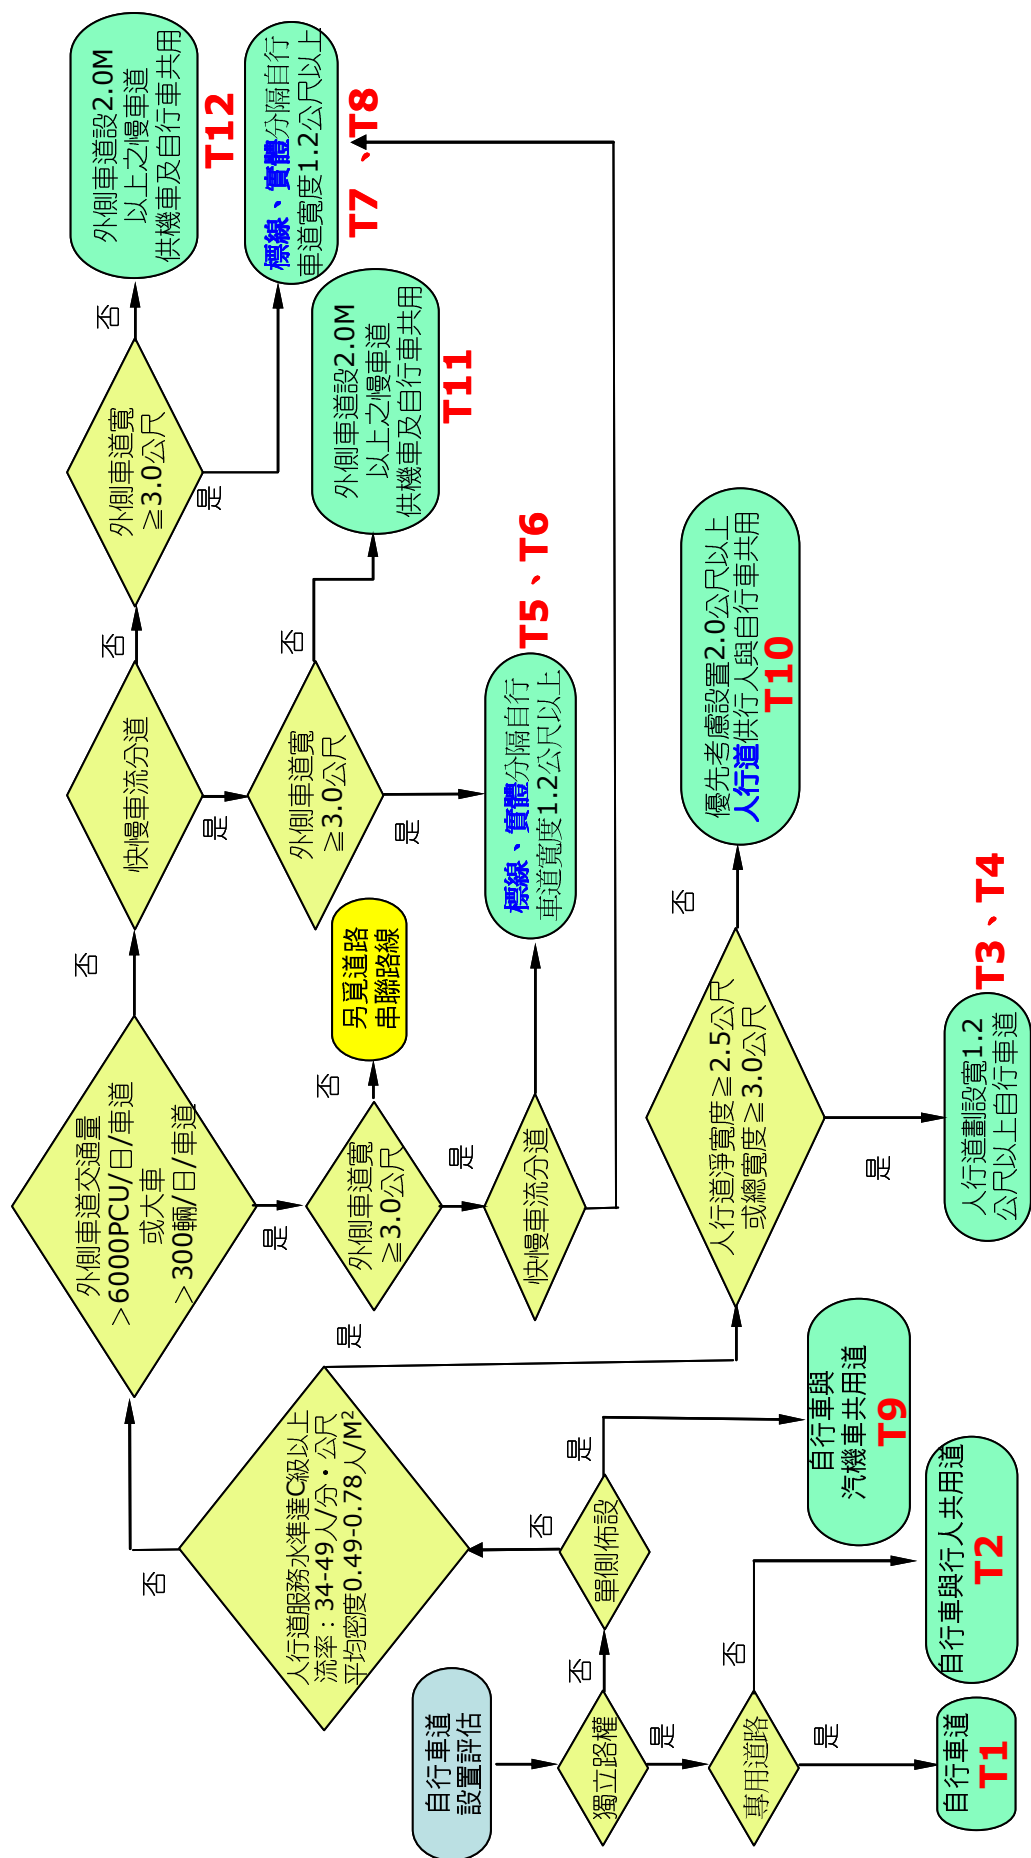 自行車道
設置評估
獨立路權
是
否
專用道路
是
否
自行車道
T1
自行車與行人共用道
T2
單側佈設
是
否
自行車與
汽機車共用道
T9
人行道服務水準達C級以上
流率：34-49人/分·公尺
平均密度0.49-0.78人/M²
是
否
人行道淨寬度≧2.5公尺
或總寬度≧3.0公尺
是
否
人行道劃設寬1.2
公尺以上自行車道
T3、T4
優先考慮設置2.0公尺以上
人行道供行人與自行車共用
T10
外側車道交通量
>6000PCU/日/車道
或大車
>300輛/日/車道
是
否
外側車道寬
≧3.0公尺
是
否
另覓道路
串聯路線
快慢車流分道
標線、實體分隔自行
車道寬度1.2公尺以上
T5、T6
快慢車流分道
是
否
外側車道寬
≧3.0公尺
是
否
外側車道設2.0M
以上之慢車道
供機車及自行車共用
T11
外側車道寬
≧3.0公尺
是
否
標線、實體分隔自行
車道寬度1.2公尺以上
T7、T8
外側車道設2.0M
以上之慢車道
供機車及自行車共用
T12